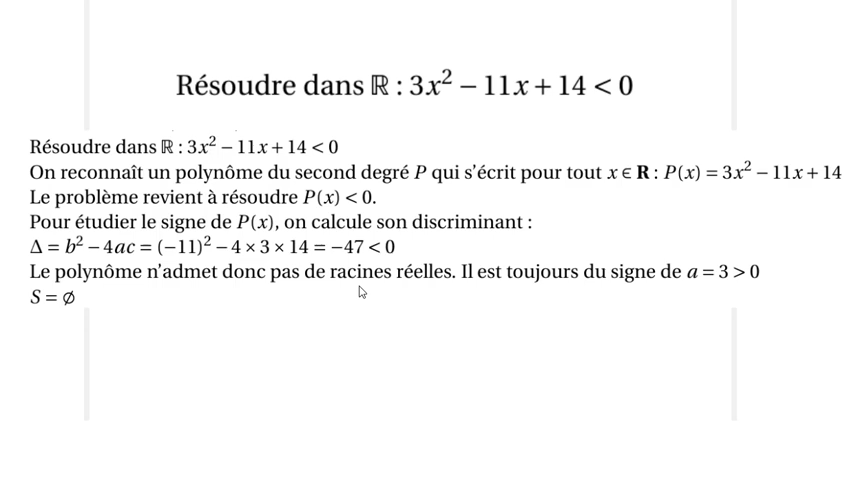 Résoudre dans ℝ : 3x² − 11x + 14 < 0
Résoudre dans ℝ : 3x² − 11x + 14 < 0
On reconnaît un polynôme du second degré P qui s'écrit pour tout x ∈ R : P(x) = 3x² − 11x + 14
Le problème revient à résoudre P(x) < 0.
Pour étudier le signe de P(x), on calcule son discriminant :
Δ = b² − 4ac = (−11)² − 4 × 3 × 14 = −47 < 0
Le polynôme n'admet donc pas de racines réelles. Il est toujours du signe de a = 3 > 0
S = ∅